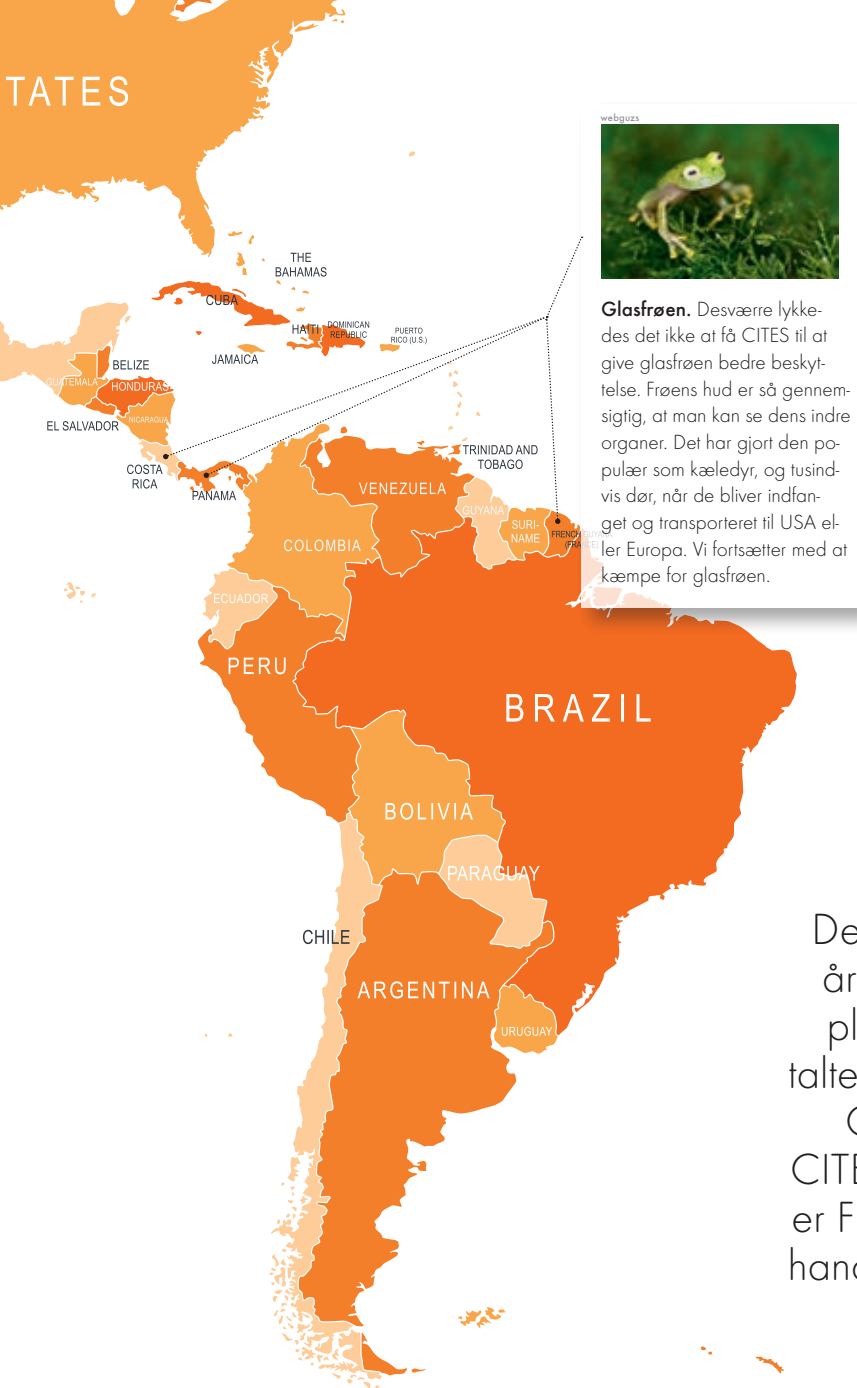 TATES
webguzs
Glasfrøen. Desværre lykke-
des det ikke at få CITES til at
give glasfrøen bedre beskyt-
telse. Frøens hud er så gennem-
sigtig, at man kan se dens indre
organer. Det har gjort den po-
pulær som kæledyr, og tusind-
vis dør, når de bliver indfan-
get og transporteret til USA el-
ler Europa. Vi fortsætter med at
kæmpe for glasfrøen.
THE
BAHAMAS
CUBA
HAITI
DOMINICAN
REPUBLIC
PUERTO
RICO (U.S.)
JAMAICA
BELIZE
GUATEMALA
HONDURAS
EL SALVADOR
NICARAGUA
COSTA
RICA
PANAMA
TRINIDAD AND
TOBAGO
VENEZUELA
GUYANA
SURI-
NAME
FRENCH GUYANA
(FRANCE)
COLOMBIA
ECUADOR
PERU
BRAZIL
BOLIVIA
PARAGUAY
CHILE
ARGENTINA
URUGUAY
De
år
pl
talte
CITE
er F
hand